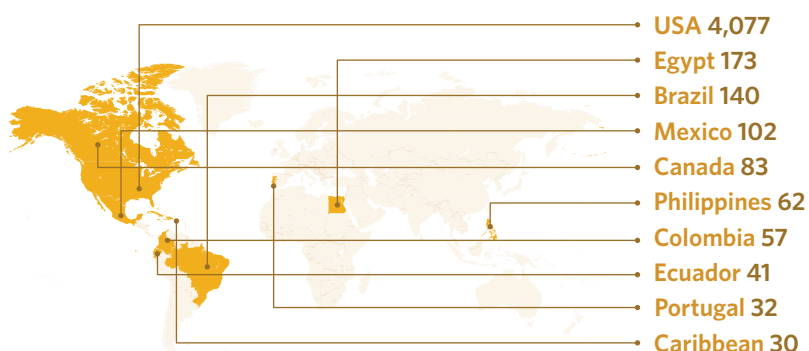 USA 4,077
Egypt 173
Brazil 140
Mexico 102
Canada 83
Philippines 62
Colombia 57
Ecuador 41
Portugal 32
Caribbean 30